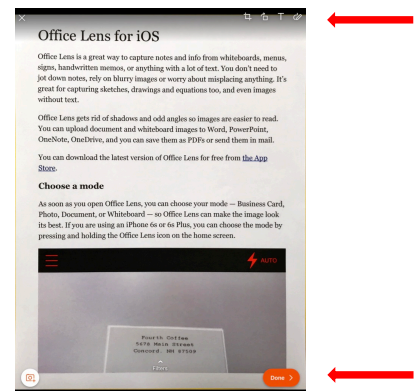 Office Lens for iOS
Office Lens is a great way to capture notes and info from whiteboards, menus,
signs, handwritten memos, or anything with a lot of text. You don't need to
jot down notes, rely on blurry images or worry about misplacing anything. It's
great for capturing sketches, drawings and equations too, and even images
without text.
Office Lens gets rid of shadows and odd angles so images are easier to read.
You can upload document and whiteboard images to Word, PowerPoint,
OneNote, OneDrive, and you can save them as PDFs or send them in mail.
You can download the latest version of Office Lens for free from the App
Store.
Choose a mode
As soon as you open Office Lens, you can choose your mode — Business Card,
Photo, Document, or Whiteboard — so Office Lens can make the image look
its best. If you are using an iPhone 6s or 6s Plus, you can choose the mode by
pressing and holding the Office Lens icon on the home screen.
AUTO
Fourth Coffee
5678 Main Street
Concord, NH 67509
Filters
Done >